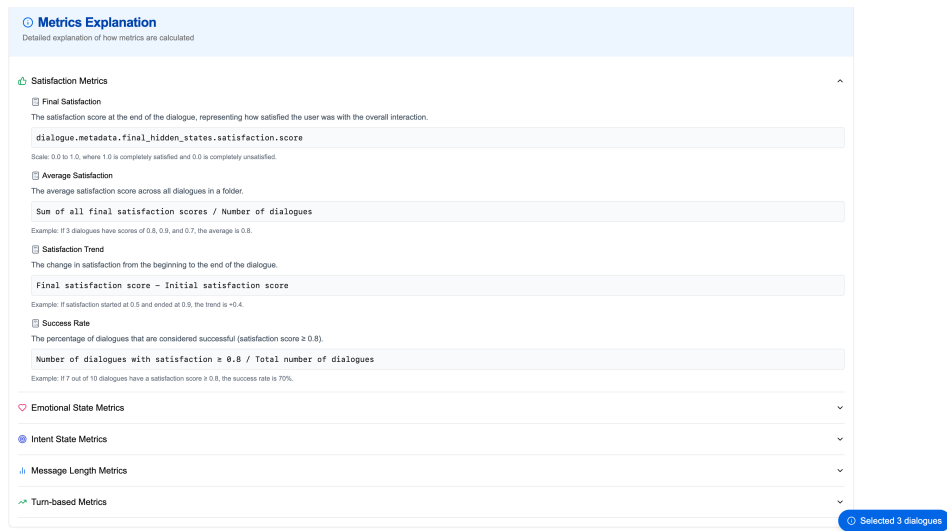 Metrics Explanation
Detailed explanation of how metrics are calculated
Satisfaction Metrics
Final Satisfaction
The satisfaction score at the end of the dialogue, representing how satisfied the user was with the overall interaction.
dialogue.metadata.final_hidden_states.satisfaction.score
Scale: 0.0 to 1.0, where 1.0 is completely satisfied and 0.0 is completely unsatisfied.
Average Satisfaction
The average satisfaction score across all dialogues in a folder.
Sum of all final satisfaction scores / Number of dialogues
Example: If 3 dialogues have scores of 0.8, 0.9, and 0.7, the average is 0.8.
Satisfaction Trend
The change in satisfaction from the beginning to the end of the dialogue.
Final satisfaction score – Initial satisfaction score
Example: If satisfaction started at 0.5 and ended at 0.9, the trend is +0.4.
Success Rate
The percentage of dialogues that are considered successful (satisfaction score ≥ 0.8).
Number of dialogues with satisfaction ≥ 0.8 / Total number of dialogues
Example: If 7 out of 10 dialogues have a satisfaction score ≥ 0.8, the success rate is 70%.
Emotional State Metrics
Intent State Metrics
Message Length Metrics
Turn-based Metrics
Selected 3 dialogues